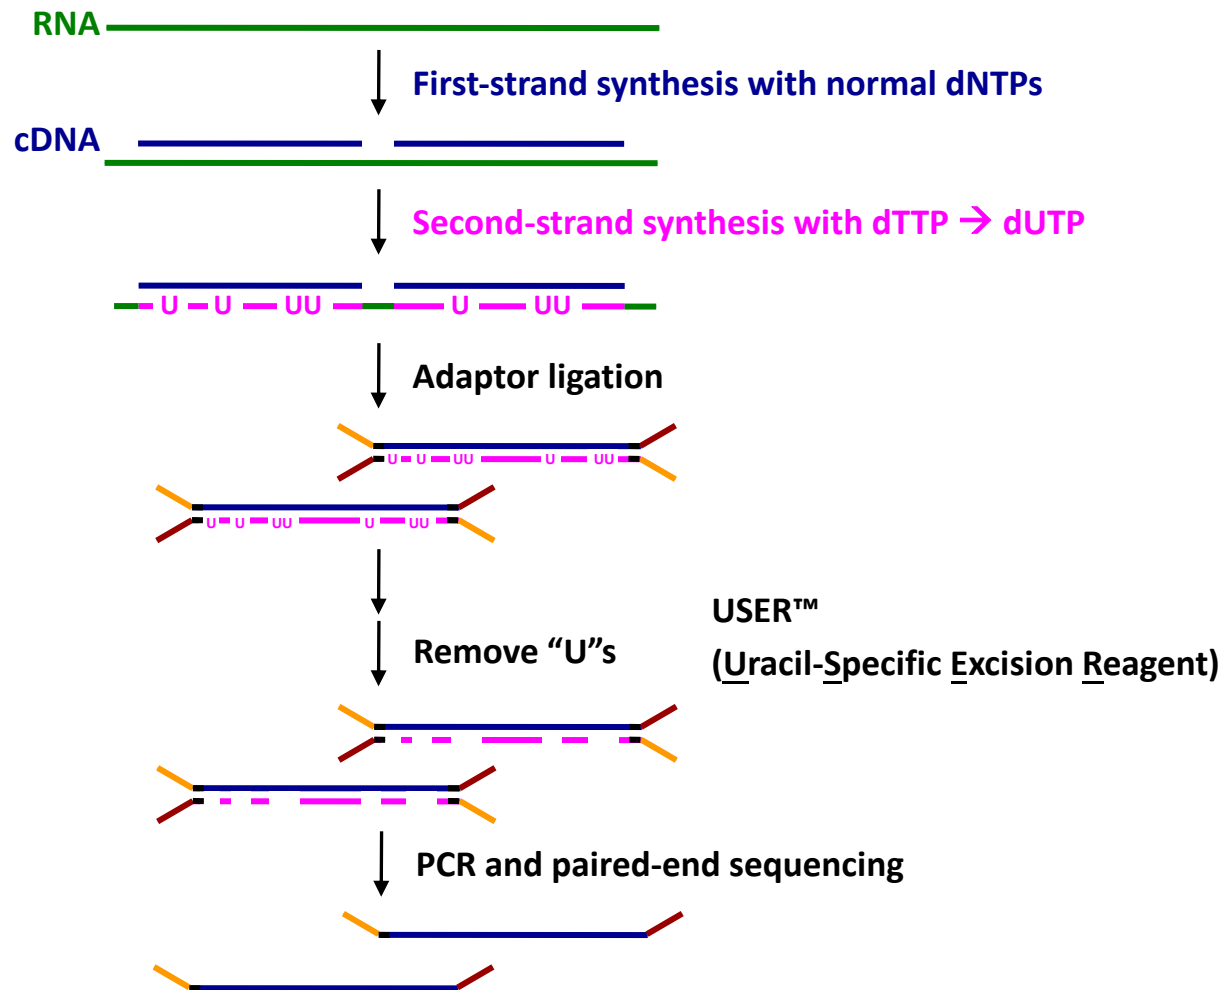 RNA
First-strand synthesis with normal dNTPs
cDNA
Second-strand synthesis with dTTP → dUTP
U U UU U UU
Adaptor ligation
U U UU U UU
U U UU U UU
USER™
Remove “U”s
(Uracil-Specific Excision Reagent)
PCR and paired-end sequencing